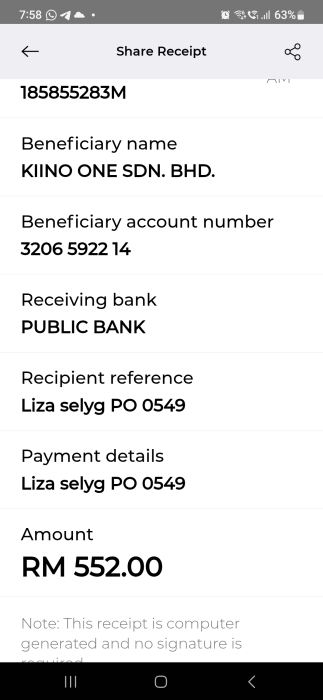 7:58
63%
Share Receipt
AM
185855283M
Beneficiary name
KIINO ONE SDN. BHD.
Beneficiary account number
3206 5922 14
Receiving bank
PUBLIC BANK
Recipient reference
Liza selyg PO 0549
Payment details
Liza selyg PO 0549
Amount
RM 552.00
Note: This receipt is computer
generated and no signature is
required